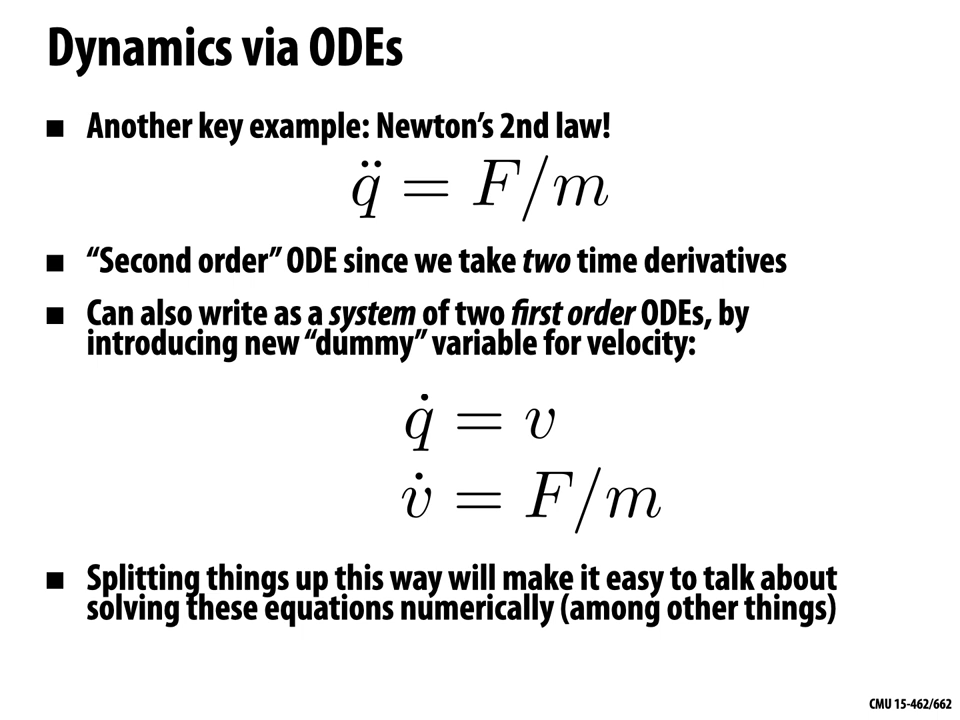 Dynamics via ODEs
■ Another key example: Newton’s 2nd law!
q̈ = F/m
■ “Second order” ODE since we take two time derivatives
■ Can also write as a system of two first order ODEs, by
introducing new “dummy” variable for velocity:
q̇ = v
v̇ = F/m
■ Splitting things up this way will make it easy to talk about
solving these equations numerically (among other things)
CMU 15-462/662